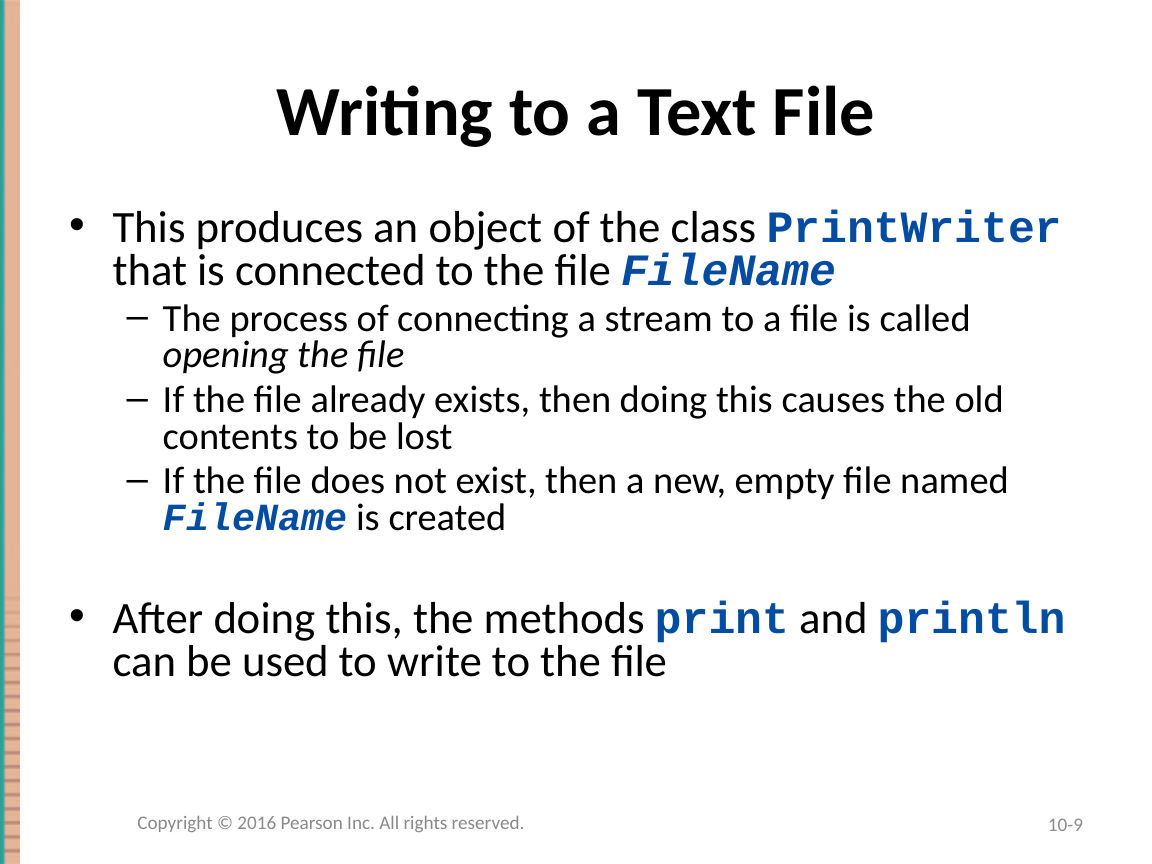 Writing to a Text File
• This produces an object of the class PrintWriter
that is connected to the file FileName
– The process of connecting a stream to a file is called
opening the file
– If the file already exists, then doing this causes the old
contents to be lost
– If the file does not exist, then a new, empty file named
FileName is created
• After doing this, the methods print and println
can be used to write to the file
Copyright © 2016 Pearson Inc. All rights reserved.
10-9